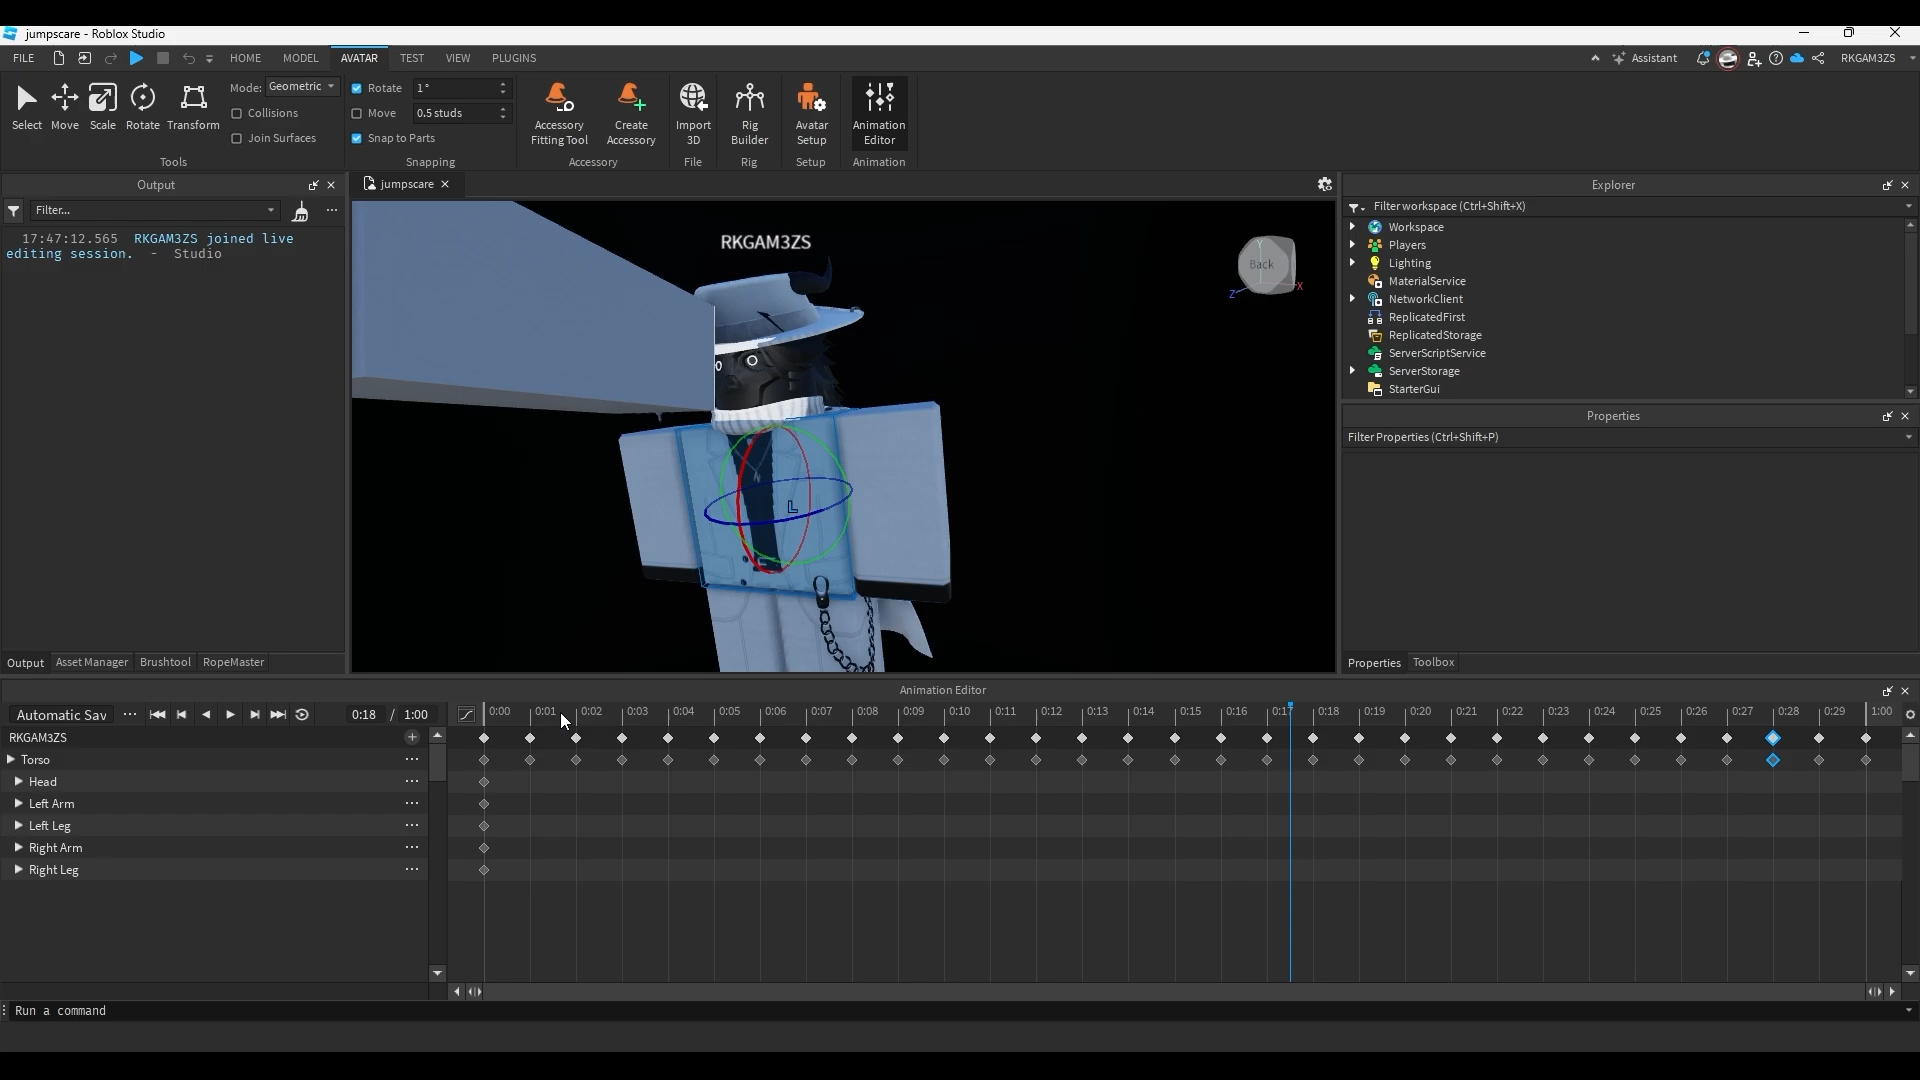 jumpscare - Roblox Studio
FILE HOME MODEL AVATAR TEST VIEW PLUGINS Assistant RKGAM3ZS
Select Move Scale Rotate Transform
Mode: Geometric
Collisions
Join Surfaces
Tools
Rotate 1°
Move 0.5 studs
Snap to Parts
Snapping
Accessory Fitting Tool
Create Accessory
Accessory
Import 3D
File
Rig Builder
Rig
Avatar Setup
Setup
Animation Editor
Animation
Output
Filter...
17:47:12.565 RKGAM3ZS joined live
editing session. - Studio
Output Asset Manager Brushtool RopeMaster
jumpscare
RKGAM3ZS
Back
Y
Z
X
L
Explorer
Filter workspace (Ctrl+Shift+X)
Workspace
Players
Lighting
MaterialService
NetworkClient
ReplicatedFirst
ReplicatedStorage
ServerScriptService
ServerStorage
StarterGui
Properties
Filter Properties (Ctrl+Shift+P)
Properties Toolbox
Animation Editor
Automatic Sav 0:18 / 1:00
0:00 0:01 0:02 0:03 0:04 0:05 0:06 0:07 0:08 0:09 0:10 0:11 0:12 0:13 0:14 0:15 0:16 0:17 0:18 0:19 0:20 0:21 0:22 0:23 0:24 0:25 0:26 0:27 0:28 0:29 1:00
RKGAM3ZS
Torso
Head
Left Arm
Left Leg
Right Arm
Right Leg
Run a command